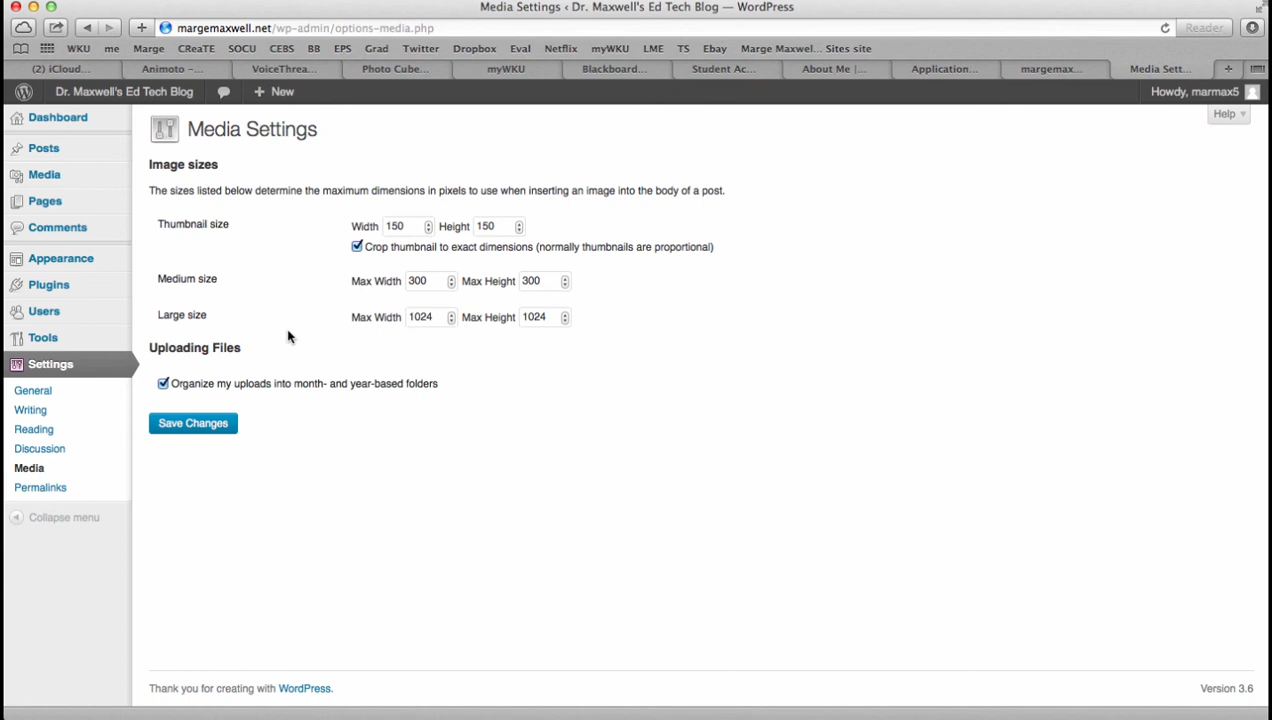 Media Settings ‹ Dr. Maxwell's Ed Tech Blog — WordPress
margemaxwell.net/wp-admin/options-media.php
Reader
WKU me Marge CReaTE SOCU CEBS BB EPS Grad Twitter Dropbox Eval Netflix myWKU LME TS Ebay Marge Maxwel... Sites site
(2) iCloud... Animoto –... VoiceThrea... Photo Cube... myWKU Blackboard... Student Ac... About Me |... Application... margemax... Media Sett...
Dr. Maxwell's Ed Tech Blog + New Howdy, marmax5
Help
Dashboard
Posts
Media
Pages
Comments
Appearance
Plugins
Users
Tools
Settings
General
Writing
Reading
Discussion
Media
Permalinks
Collapse menu
Media Settings
Image sizes
The sizes listed below determine the maximum dimensions in pixels to use when inserting an image into the body of a post.
Thumbnail size Width 150 Height 150
Crop thumbnail to exact dimensions (normally thumbnails are proportional)
Medium size Max Width 300 Max Height 300
Large size Max Width 1024 Max Height 1024
Uploading Files
Organize my uploads into month- and year-based folders
Save Changes
Thank you for creating with WordPress. Version 3.6